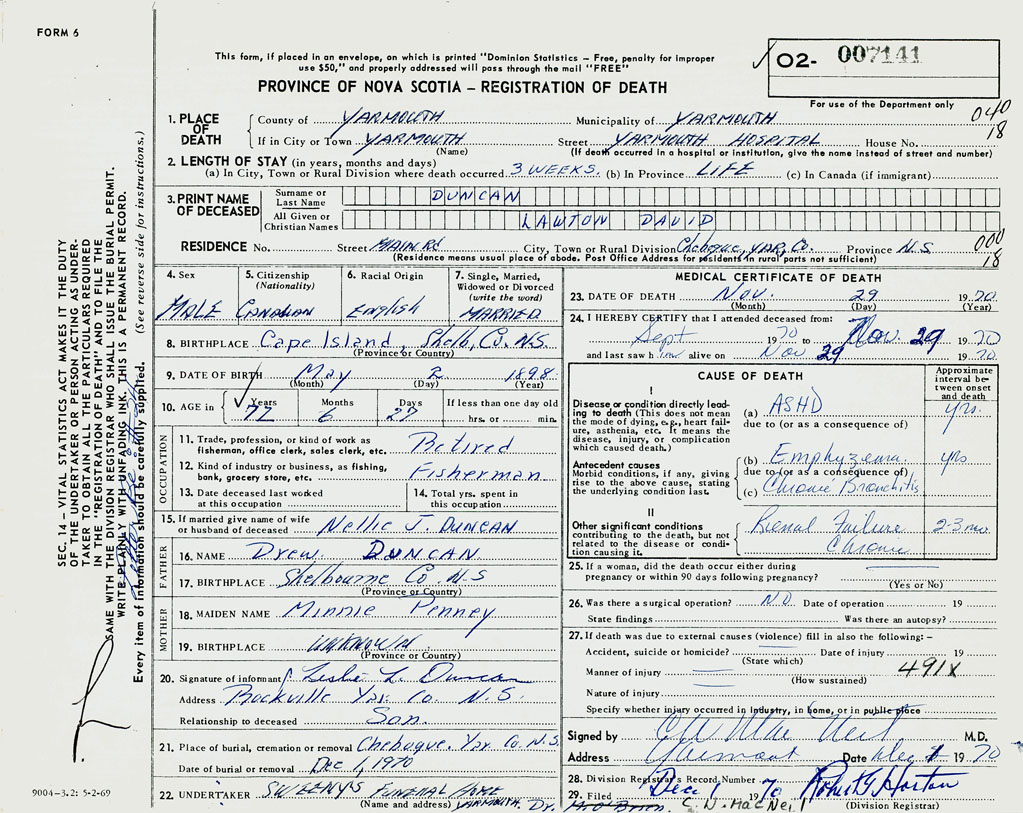 FORM 6
This form, if placed in an envelope, on which is printed "Dominion Statistics – Free, penalty for improper
use $50," and properly addressed will pass through the mail "FREE"
02- 007141
PROVINCE OF NOVA SCOTIA – REGISTRATION OF DEATH
For use of the Department only
040
18
1. PLACE OF DEATH County of YARMOUTH Municipality of YARMOUTH
If in City or Town YARMOUTH Street YARMOUTH HOSPITAL House No.
(Name) (If death occurred in a hospital or institution, give the name instead of street and number)
2. LENGTH OF STAY (in years, months and days)
(a) In City, Town or Rural Division where death occurred 3 WEEKS. (b) In Province LIFE (c) In Canada (if immigrant)
3. PRINT NAME OF DECEASED Surname or Last Name DUNCAN
All Given or Christian Names LAWTON DAVID
RESIDENCE No. Street MAIN RD City, Town or Rural Division Chebogue, YAR. Co. Province N.S. 000
18
(Residence means usual place of abode. Post Office Address for residents in rural parts not sufficient)
4. Sex MALE
5. Citizenship (Nationality) Canadian
6. Racial Origin English
7. Single, Married, Widowed or Divorced (write the word) MARRIED
8. BIRTHPLACE Cape Island, Shelb. Co. N.S.
(Province or Country)
9. DATE OF BIRTH May 2 1898
(Month) (Day) (Year)
10. AGE in Years 72 Months 6 Days 27 If less than one day old hrs. or min.
OCCUPATION
11. Trade, profession, or kind of work as fisherman, office clerk, sales clerk, etc. Retired
12. Kind of industry or business, as fishing, bank, grocery store, etc. Fisherman
13. Date deceased last worked at this occupation
14. Total yrs. spent in this occupation
15. If married give name of wife or husband of deceased Nellie J. DUNCAN
FATHER
16. NAME Drew DUNCAN
17. BIRTHPLACE Shelbourne Co. N.S
(Province or Country)
MOTHER
18. MAIDEN NAME Minnie Penney
19. BIRTHPLACE UNKNOWN
(Province or Country)
20. Signature of informant Leslie L. Duncan
Address Rockville Yar. Co. N.S.
Relationship to deceased Son.
21. Place of burial, cremation or removal Chebogue. Yar Co. N.S.
Date of burial or removal Dec 1, 1970
22. UNDERTAKER SWEENY'S FUNERAL HOME
(Name and address) YARMOUTH,
MEDICAL CERTIFICATE OF DEATH
23. DATE OF DEATH Nov. 29 1970
(Month) (Day) (Year)
24. I HEREBY CERTIFY that I attended deceased from:
Sept 1970 to Nov. 29 1970
and last saw him alive on Nov 29 1970
CAUSE OF DEATH
Approximate interval between onset and death
I
Disease or condition directly leading to death (This does not mean the mode of dying, e.g., heart failure, asthenia, etc. It means the disease, injury, or complication which caused death.)
(a) ASHD yrs.
due to (or as a consequence of)
Antecedent causes
Morbid conditions, if any, giving rise to the above cause, stating the underlying condition last.
(b) Emphyzema yrs
due to (or as a consequence of)
(c) Chronic Bronchitis
II
Other significant conditions contributing to the death, but not related to the disease or condition causing it.
Renal Failure 2-3 mo
Chronic
25. If a woman, did the death occur either during pregnancy or within 90 days following pregnancy?
(Yes or No)
26. Was there a surgical operation? NO Date of operation 19
State findings Was there an autopsy?
27. If death was due to external causes (violence) fill in also the following: –
Accident, suicide or homicide? Date of injury 19
(State which)
Manner of injury 491X
(How sustained)
Nature of injury
Specify whether injury occurred in industry, in home, or in public place
Signed by M.D.
Address Date Dec 1 1970
28. Division Registrar's Record Number
29. Filed Dec 1 1970 Robert G Horton
C. N. MacNeil (Division Registrar)
SEC. 14 – VITAL STATISTICS ACT MAKES IT THE DUTY
OF THE UNDERTAKER OR PERSON ACTING AS UNDER-
TAKER TO OBTAIN ALL THE PARTICULARS REQUIRED
IN THE "REGISTRATION OF DEATH" AND TO FILE THE
SAME WITH THE DIVISION REGISTRAR WHO SHALL ISSUE THE BURIAL PERMIT.
WRITE PLAINLY WITH UNFADING INK. THIS IS A PERMANENT RECORD.
Every item of information should be carefully supplied. (See reverse side for instructions.)
9004–3.2: 5-2-69